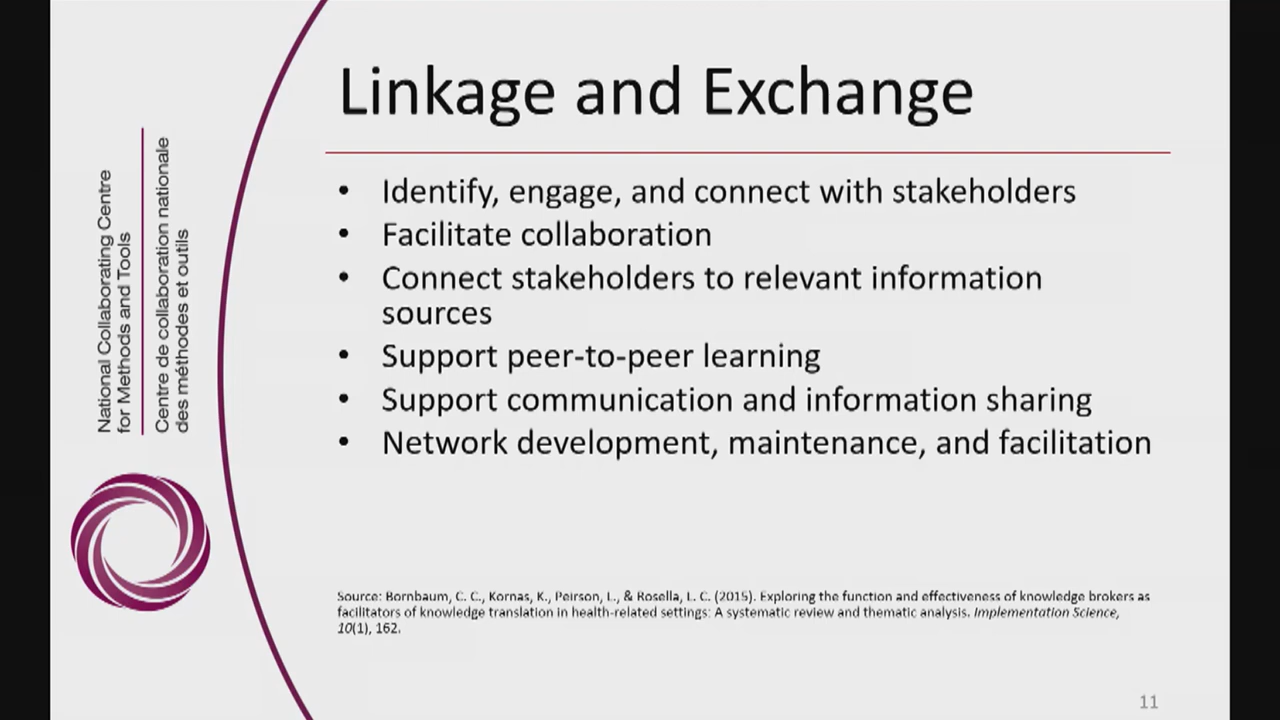 Linkage and Exchange
• Identify, engage, and connect with stakeholders
• Facilitate collaboration
• Connect stakeholders to relevant information
sources
• Support peer-to-peer learning
• Support communication and information sharing
• Network development, maintenance, and facilitation
Source: Bornbaum, C. C., Kornas, K., Peirson, L., & Rosella, L. C. (2015). Exploring the function and effectiveness of knowledge brokers as
facilitators of knowledge translation in health-related settings: A systematic review and thematic analysis. Implementation Science,
10(1), 162.
11
National Collaborating Centre
for Methods and Tools
Centre de collaboration nationale
des méthodes et outils